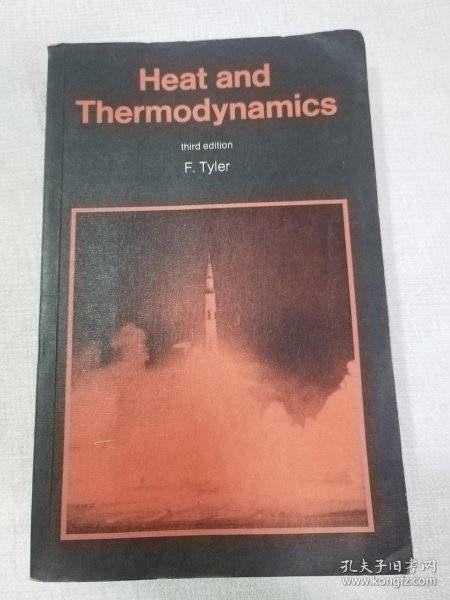 Heat and
Thermodynamics
third edition
F. Tyler
孔夫子旧书网
www.kongfz.com